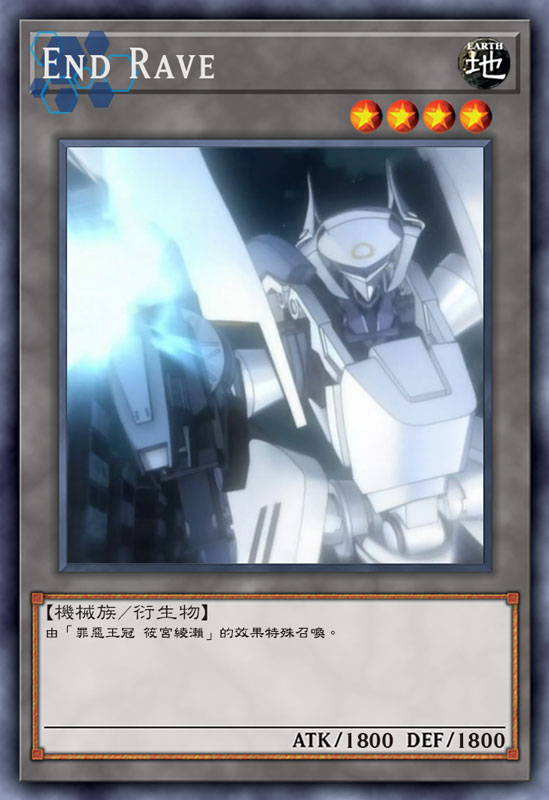 END RAVE
EARTH
地
【機械族/衍生物】
由「罪惡王冠 筱宮綾瀨」的效果特殊召喚。
ATK/1800 DEF/1800